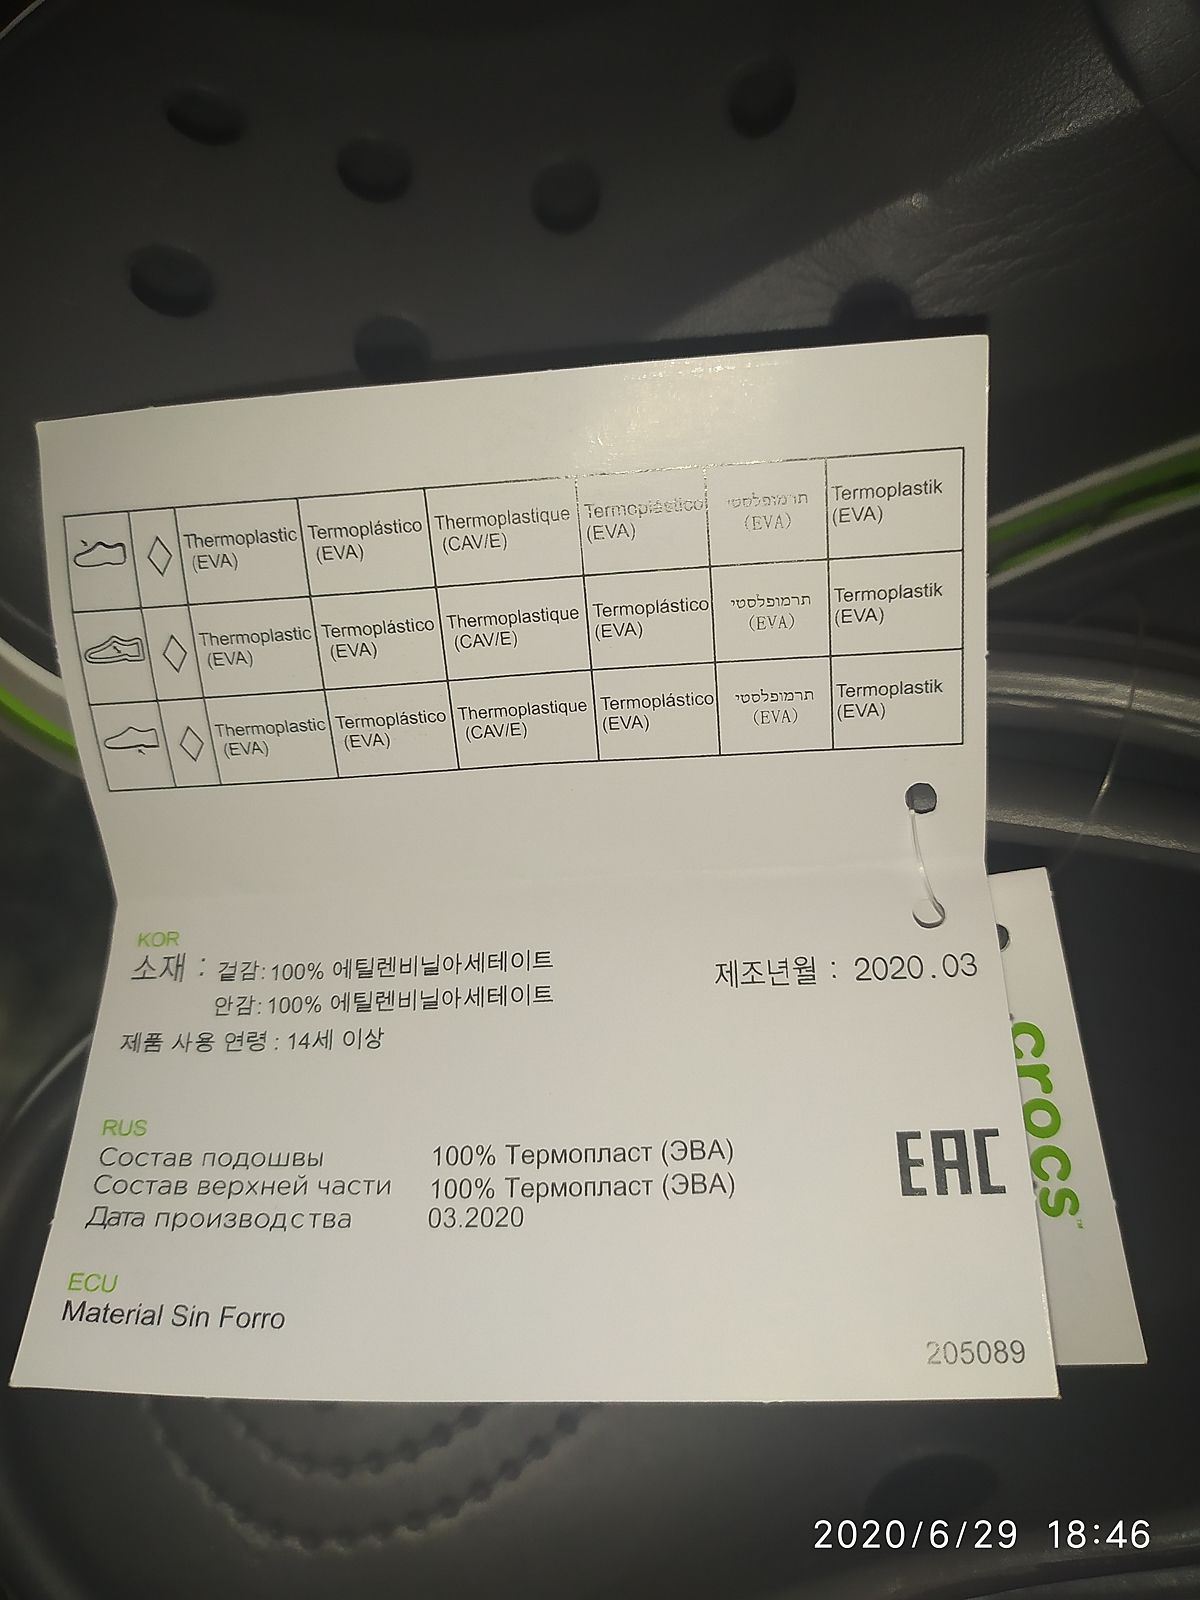 Thermoplastic (EVA)
Termoplástico (EVA)
Thermoplastique (CAV/E)
Termoplástico (EVA)
תרמופלסטי (EVA)
Termoplastik (EVA)
Thermoplastic (EVA)
Termoplástico (EVA)
Thermoplastique (CAV/E)
Termoplástico (EVA)
תרמופלסטי (EVA)
Termoplastik (EVA)
Thermoplastic (EVA)
Termoplástico (EVA)
Thermoplastique (CAV/E)
Termoplástico (EVA)
תרמופלסטי (EVA)
Termoplastik (EVA)
KOR
소재 : 겉감: 100% 에틸렌비닐아세테이트
안감: 100% 에틸렌비닐아세테이트
제품 사용 연령 : 14세 이상
제조년월 : 2020.03
RUS
Состав подошвы 100% Термопласт (ЭВА)
Состав верхней части 100% Термопласт (ЭВА)
Дата производства 03.2020
EAC
ECU
Material Sin Forro
205089
crocs™
2020/6/29 18:46